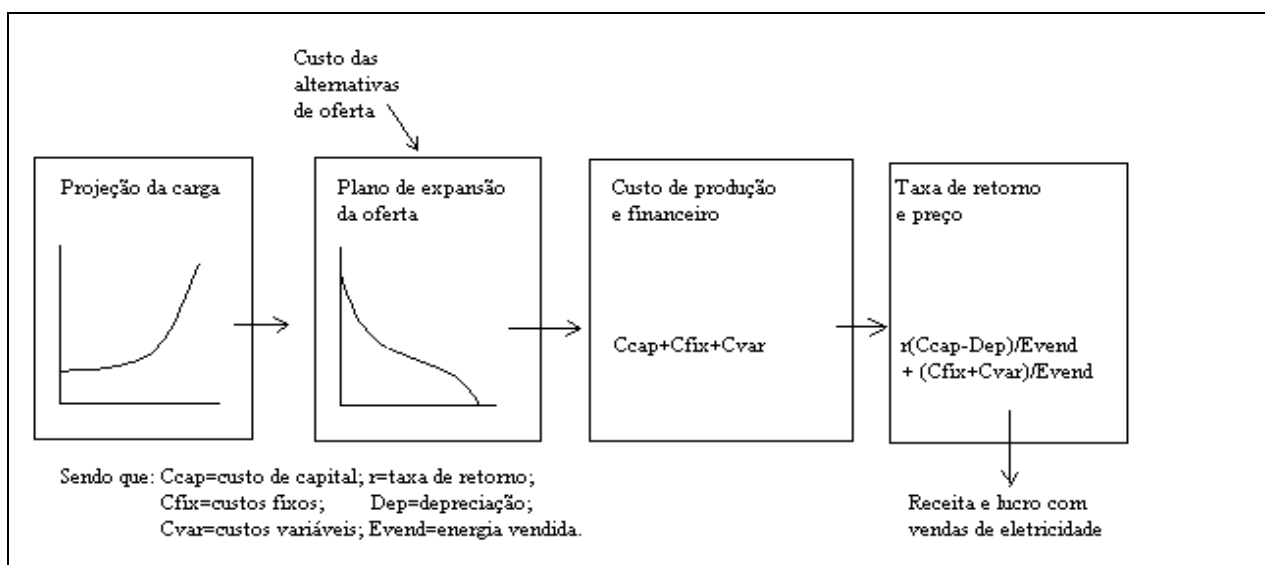 Custo das
alternativas
de oferta
Projeção da carga
Plano de expansão
da oferta
Custo de produção
e financeiro
Ccap+Cfix+Cvar
Taxa de retorno
e preço
r(Ccap-Dep)/Evend
+ (Cfix+Cvar)/Evend
Sendo que: Ccap=custo de capital; r=taxa de retorno;
Cfix=custos fixos; Dep=depreciação;
Cvar=custos variáveis; Evend=energia vendida.
Receita e lucro com
vendas de eletricidade